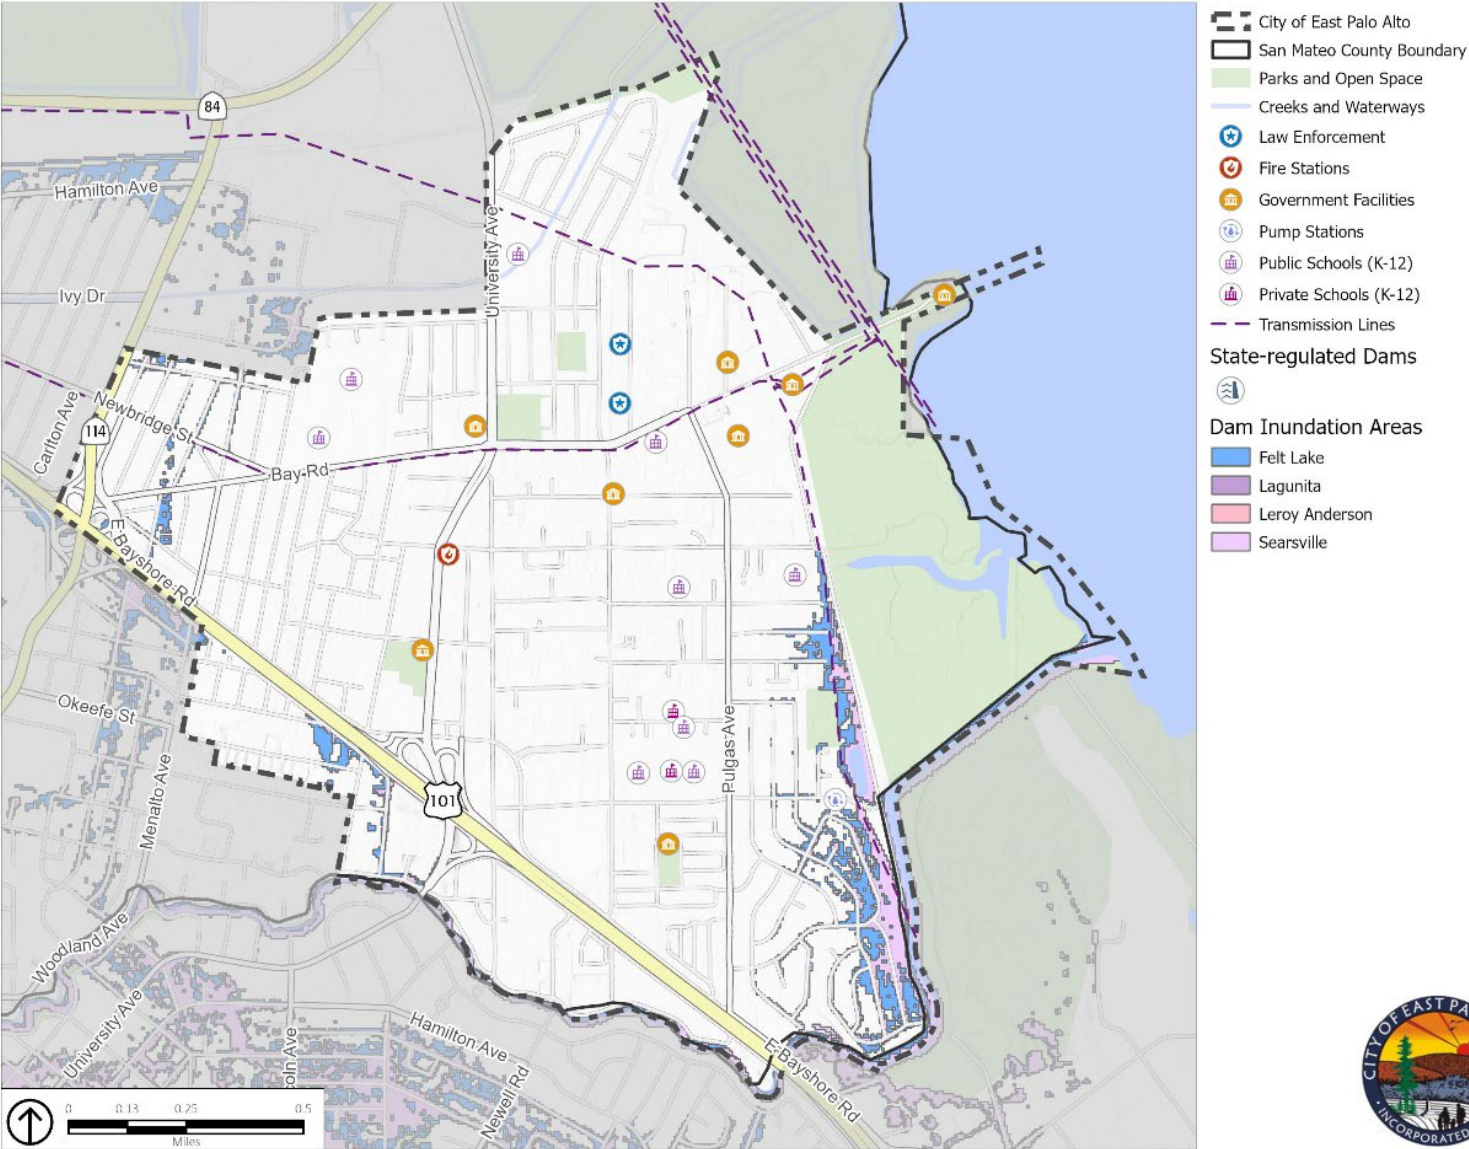 City of East Palo Alto
San Mateo County Boundary
Parks and Open Space
Creeks and Waterways
Law Enforcement
Fire Stations
Government Facilities
Pump Stations
Public Schools (K-12)
Private Schools (K-12)
Transmission Lines
State-regulated Dams
Dam Inundation Areas
Felt Lake
Lagunita
Leroy Anderson
Searsville
84
Hamilton Ave
University Ave
Ivy Dr
Carlton Ave
Newbridge St
114
Bay Rd
E Bayshore Rd
Okeefe St
Menalto Ave
Pulgas Ave
101
Woodland Ave
University Ave
coln Ave
Hamilton Ave
Newell Rd
E Bayshore Rd
0 0.13 0.25 0.5
Miles
CITY OF EAST PA
INCORPORATED